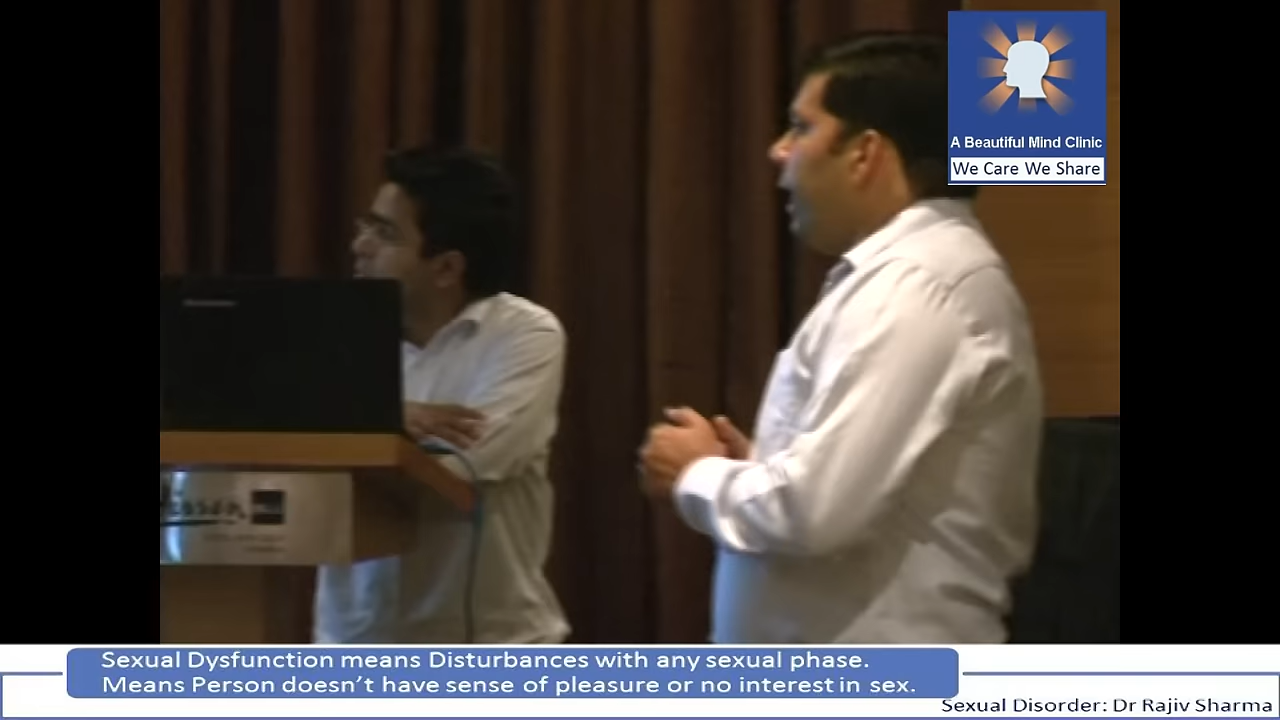 A Beautiful Mind Clinic
We Care We Share
Sexual Dysfunction means Disturbances with any sexual phase.
Means Person doesn't have sense of pleasure or no interest in sex.
Sexual Disorder: Dr Rajiv Sharma